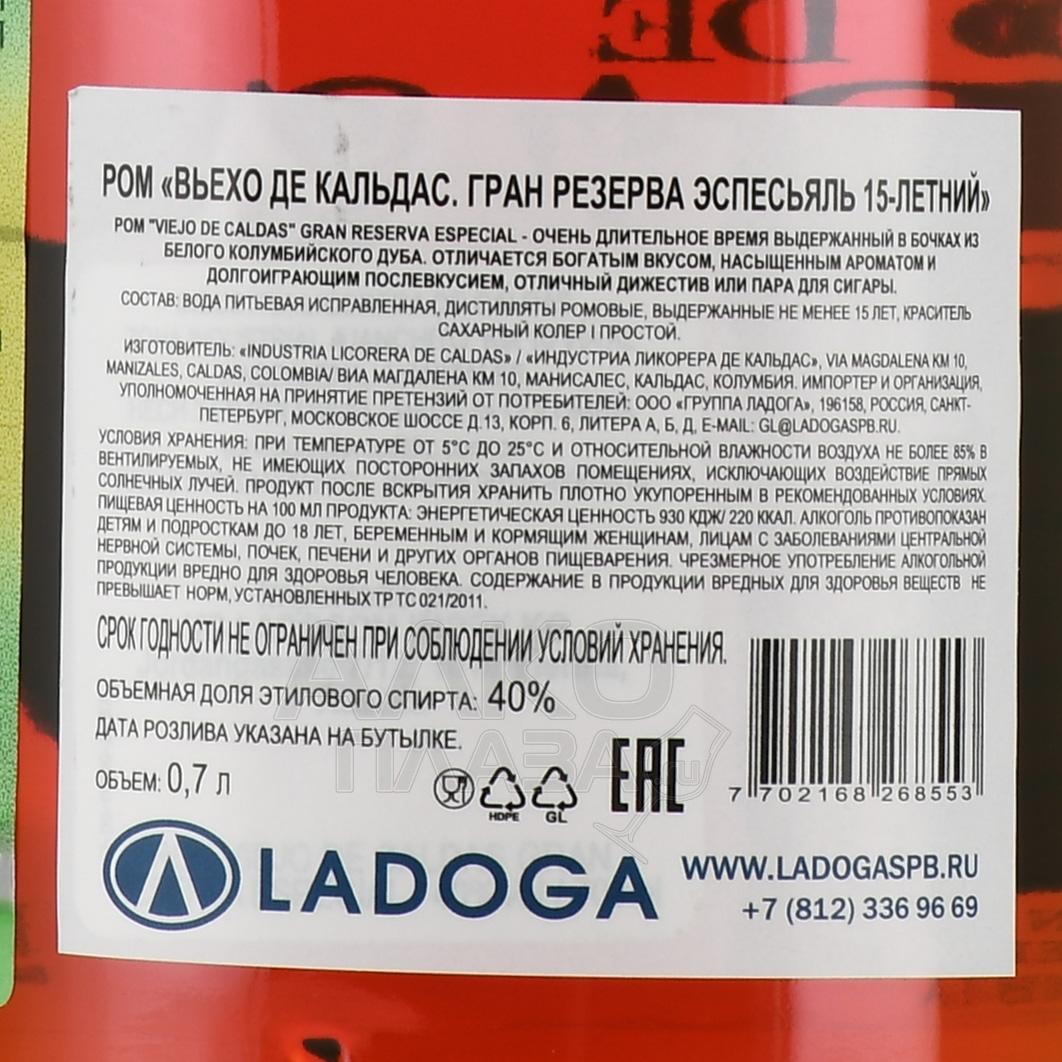 DE
РОМ «ВЬЕХО ДЕ КАЛЬДАС. ГРАН РЕЗЕРВА ЭСПЕСЬЯЛЬ 15-ЛЕТНИЙ»
РОМ "VIEJO DE CALDAS" GRAN RESERVA ESPECIAL - ОЧЕНЬ ДЛИТЕЛЬНОЕ ВРЕМЯ ВЫДЕРЖАННЫЙ В БОЧКАХ ИЗ
БЕЛОГО КОЛУМБИЙСКОГО ДУБА. ОТЛИЧАЕТСЯ БОГАТЫМ ВКУСОМ, НАСЫЩЕННЫМ АРОМАТОМ И
ДОЛГОИГРАЮЩИМ ПОСЛЕВКУСИЕМ, ОТЛИЧНЫЙ ДИЖЕСТИВ ИЛИ ПАРА ДЛЯ СИГАРЫ.
СОСТАВ: ВОДА ПИТЬЕВАЯ ИСПРАВЛЕННАЯ, ДИСТИЛЛЯТЫ РОМОВЫЕ, ВЫДЕРЖАННЫЕ НЕ МЕНЕЕ 15 ЛЕТ, КРАСИТЕЛЬ
САХАРНЫЙ КОЛЕР I ПРОСТОЙ.
ИЗГОТОВИТЕЛЬ: «INDUSTRIA LICORERA DE CALDAS» / «ИНДУСТРИА ЛИКОРЕРА ДЕ КАЛЬДАС», VIA MAGDALENA KM 10,
MANIZALES, CALDAS, COLOMBIA/ ВИА МАГДАЛЕНА КМ 10, МАНИСАЛЕС, КАЛЬДАС, КОЛУМБИЯ. ИМПОРТЕР И ОРГАНИЗАЦИЯ,
УПОЛНОМОЧЕННАЯ НА ПРИНЯТИЕ ПРЕТЕНЗИЙ ОТ ПОТРЕБИТЕЛЕЙ: ООО «ГРУППА ЛАДОГА», 196158, РОССИЯ, САНКТ-
ПЕТЕРБУРГ, МОСКОВСКОЕ ШОССЕ Д.13, КОРП. 6, ЛИТЕРА А, Б, Д, E-MAIL: GL@LADOGASPB.RU.
УСЛОВИЯ ХРАНЕНИЯ: ПРИ ТЕМПЕРАТУРЕ ОТ 5°С ДО 25°С И ОТНОСИТЕЛЬНОЙ ВЛАЖНОСТИ ВОЗДУХА НЕ БОЛЕЕ 85% В
ВЕНТИЛИРУЕМЫХ, НЕ ИМЕЮЩИХ ПОСТОРОННИХ ЗАПАХОВ ПОМЕЩЕНИЯХ, ИСКЛЮЧАЮЩИХ ВОЗДЕЙСТВИЕ ПРЯМЫХ
СОЛНЕЧНЫХ ЛУЧЕЙ. ПРОДУКТ ПОСЛЕ ВСКРЫТИЯ ХРАНИТЬ ПЛОТНО УКУПОРЕННЫМ В РЕКОМЕНДОВАННЫХ УСЛОВИЯХ.
ПИЩЕВАЯ ЦЕННОСТЬ НА 100 МЛ ПРОДУКТА: ЭНЕРГЕТИЧЕСКАЯ ЦЕННОСТЬ 930 КДЖ/ 220 ККАЛ. АЛКОГОЛЬ ПРОТИВОПОКАЗАН
ДЕТЯМ И ПОДРОСТКАМ ДО 18 ЛЕТ, БЕРЕМЕННЫМ И КОРМЯЩИМ ЖЕНЩИНАМ, ЛИЦАМ С ЗАБОЛЕВАНИЯМИ ЦЕНТРАЛЬНОЙ
НЕРВНОЙ СИСТЕМЫ, ПОЧЕК, ПЕЧЕНИ И ДРУГИХ ОРГАНОВ ПИЩЕВАРЕНИЯ. ЧРЕЗМЕРНОЕ УПОТРЕБЛЕНИЕ АЛКОГОЛЬНОЙ
ПРОДУКЦИИ ВРЕДНО ДЛЯ ЗДОРОВЬЯ ЧЕЛОВЕКА. СОДЕРЖАНИЕ В ПРОДУКЦИИ ВРЕДНЫХ ДЛЯ ЗДОРОВЬЯ ВЕЩЕСТВ НЕ
ПРЕВЫШАЕТ НОРМ, УСТАНОВЛЕННЫХ ТР ТС 021/2011.
СРОК ГОДНОСТИ НЕ ОГРАНИЧЕН ПРИ СОБЛЮДЕНИИ УСЛОВИЙ ХРАНЕНИЯ.
ОБЪЕМНАЯ ДОЛЯ ЭТИЛОВОГО СПИРТА: 40%
ДАТА РОЗЛИВА УКАЗАНА НА БУТЫЛКЕ.
ОБЪЕМ: 0,7 л
HDPE GL
EAC
7 702168 268553
АЛКО
ПЛАЗА.ru
LADOGA
WWW.LADOGASPB.RU
+7 (812) 336 96 69